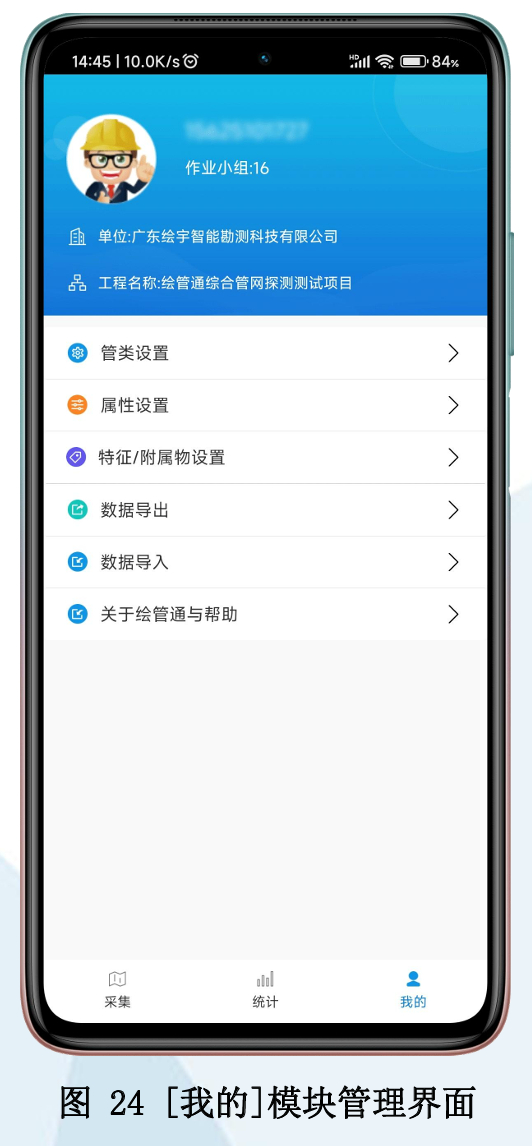 14:45 | 10.0K/s
HD 84%
作业小组:16
单位:广东绘宇智能勘测科技有限公司
工程名称:绘管通综合管网探测测试项目
管类设置
属性设置
特征/附属物设置
数据导出
数据导入
关于绘管通与帮助
采集 统计 我的
图 24 [我的]模块管理界面